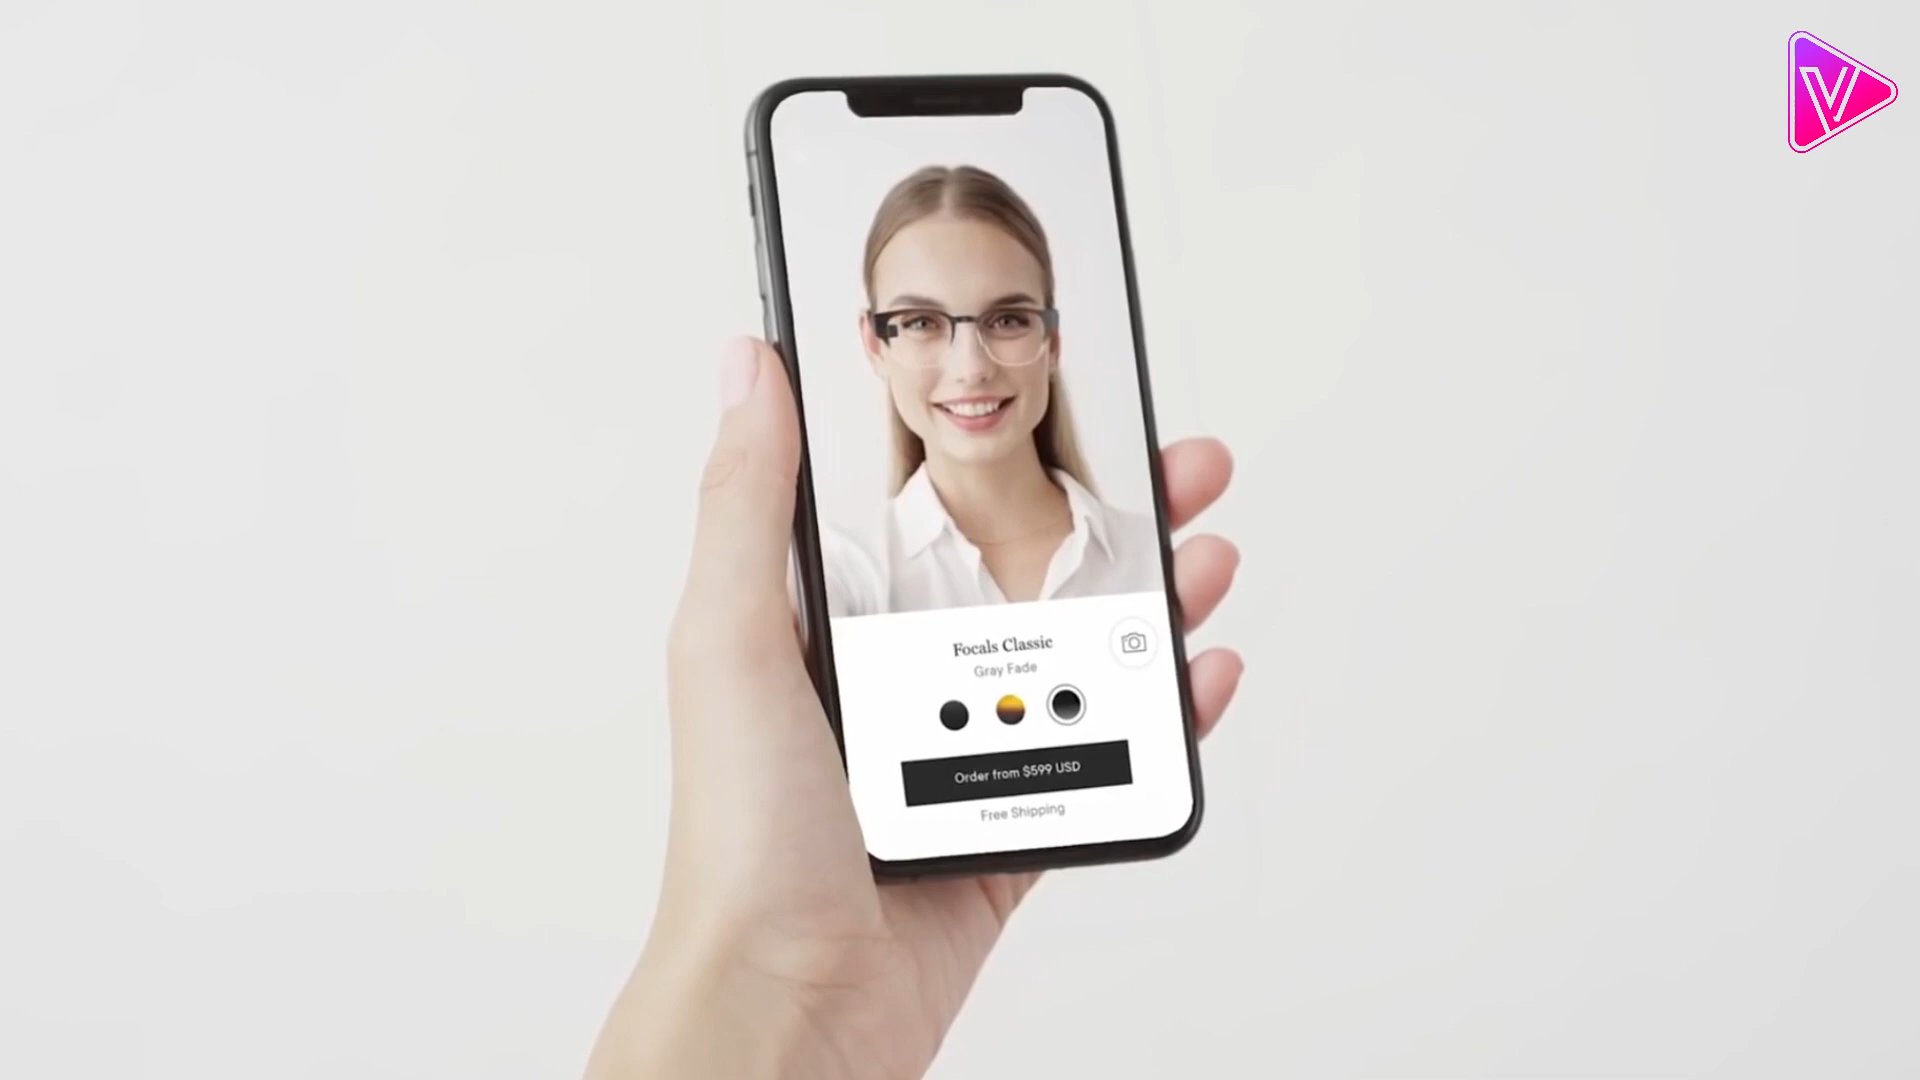 V
Focals Classic
Gray Fade
Order from $599 USD
Free Shipping